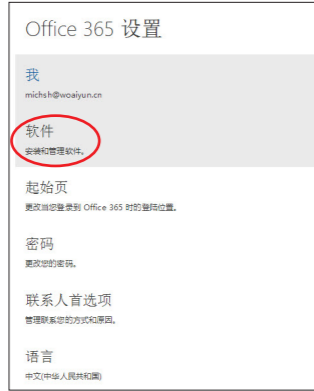 Office 365 设置
我
michsh@woaiyun.cn
软件
安装和管理软件。
起始页
更改当您登录到 Office 365 时的登陆位置。
密码
更改您的密码。
联系人首选项
管理联系您的方式和原因。
语言
中文(中华人民共和国)